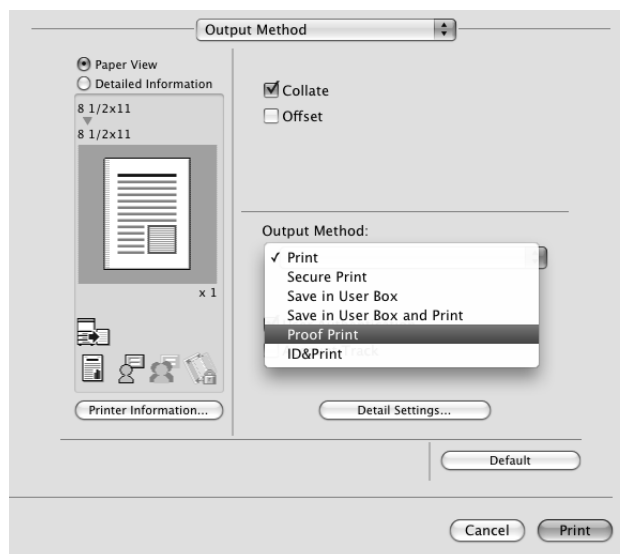 Output Method
Paper View
Detailed Information
8 1/2x11
8 1/2x11
x 1
Printer Information...
Collate
Offset
Output Method:
✓ Print
Secure Print
Save in User Box
Save in User Box and Print
Proof Print
ID&Print
Track
Detail Settings...
Default
Cancel
Print